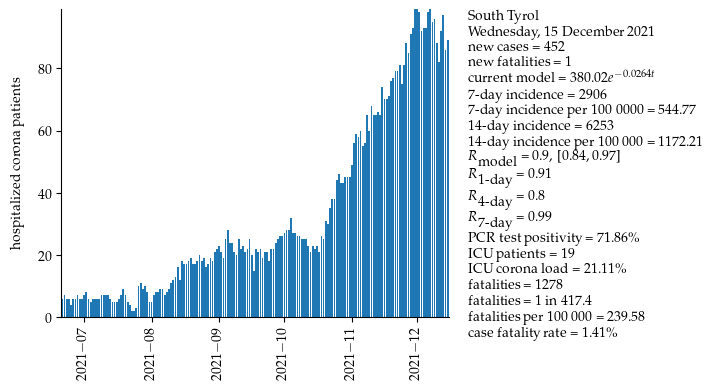 hospitalized corona patients
80
60
40
20
0
2021−07
2021−08
2021−09
2021−10
2021−11
2021−12
South Tyrol
Wednesday, 15 December 2021
new cases = 452
new fatalities = 1
current model = 380.02e^{−0.0264t}
7-day incidence = 2906
7-day incidence per 100 0000 = 544.77
14-day incidence = 6253
14-day incidence per 100 000 = 1172.21
R_model = 0.9, [0.84, 0.97]
R_1-day = 0.91
R_4-day = 0.8
R_7-day = 0.99
PCR test positivity = 71.86%
ICU patients = 19
ICU corona load = 21.11%
fatalities = 1278
fatalities = 1 in 417.4
fatalities per 100 000 = 239.58
case fatality rate = 1.41%